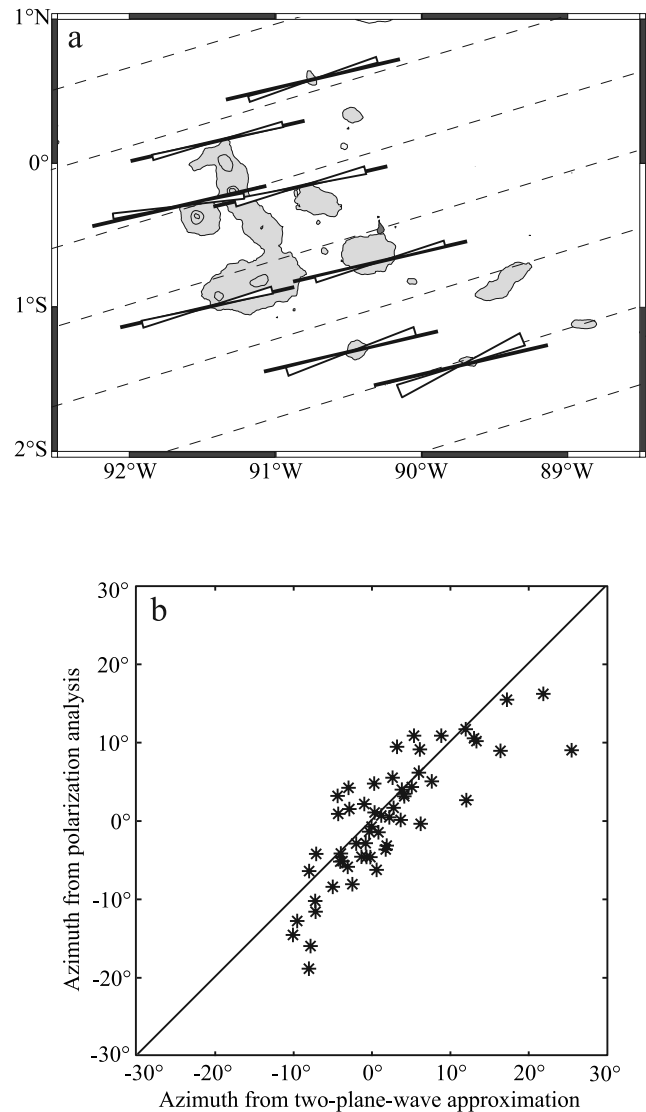 1°N
a
0°
1°S
2°S
92°W 91°W 90°W 89°W
30°
b
20°
10°
0°
-10°
-20°
-30°
-30° -20° -10° 0° 10° 20° 30°
Azimuth from polarization analysis
Azimuth from two-plane-wave approximation